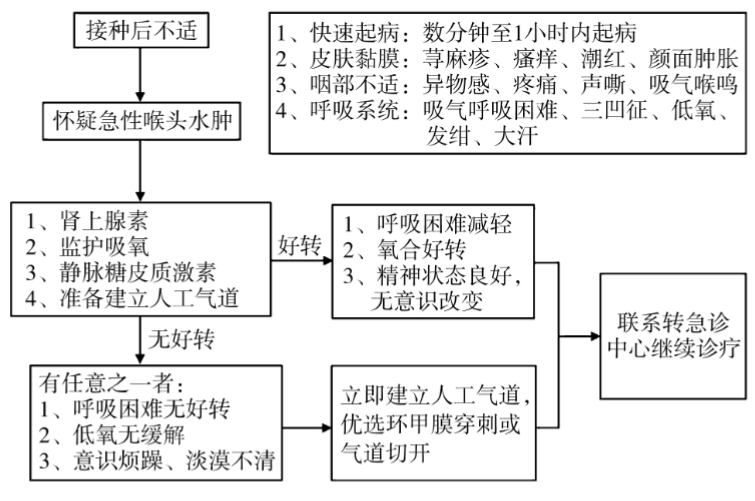 接种后不适
1、快速起病：数分钟至1小时内起病
2、皮肤黏膜：荨麻疹、瘙痒、潮红、颜面肿胀
3、咽部不适：异物感、疼痛、声嘶、吸气喉鸣
4、呼吸系统：吸气呼吸困难、三凹征、低氧、
发绀、大汗
怀疑急性喉头水肿
1、肾上腺素
2、监护吸氧
3、静脉糖皮质激素
4、准备建立人工气道
好转
1、呼吸困难减轻
2、氧合好转
3、精神状态良好，
无意识改变
无好转
有任意之一者：
1、呼吸困难无好转
2、低氧无缓解
3、意识烦躁、淡漠不清
立即建立人工气道，
优选环甲膜穿刺或
气道切开
联系转急诊
中心继续诊疗